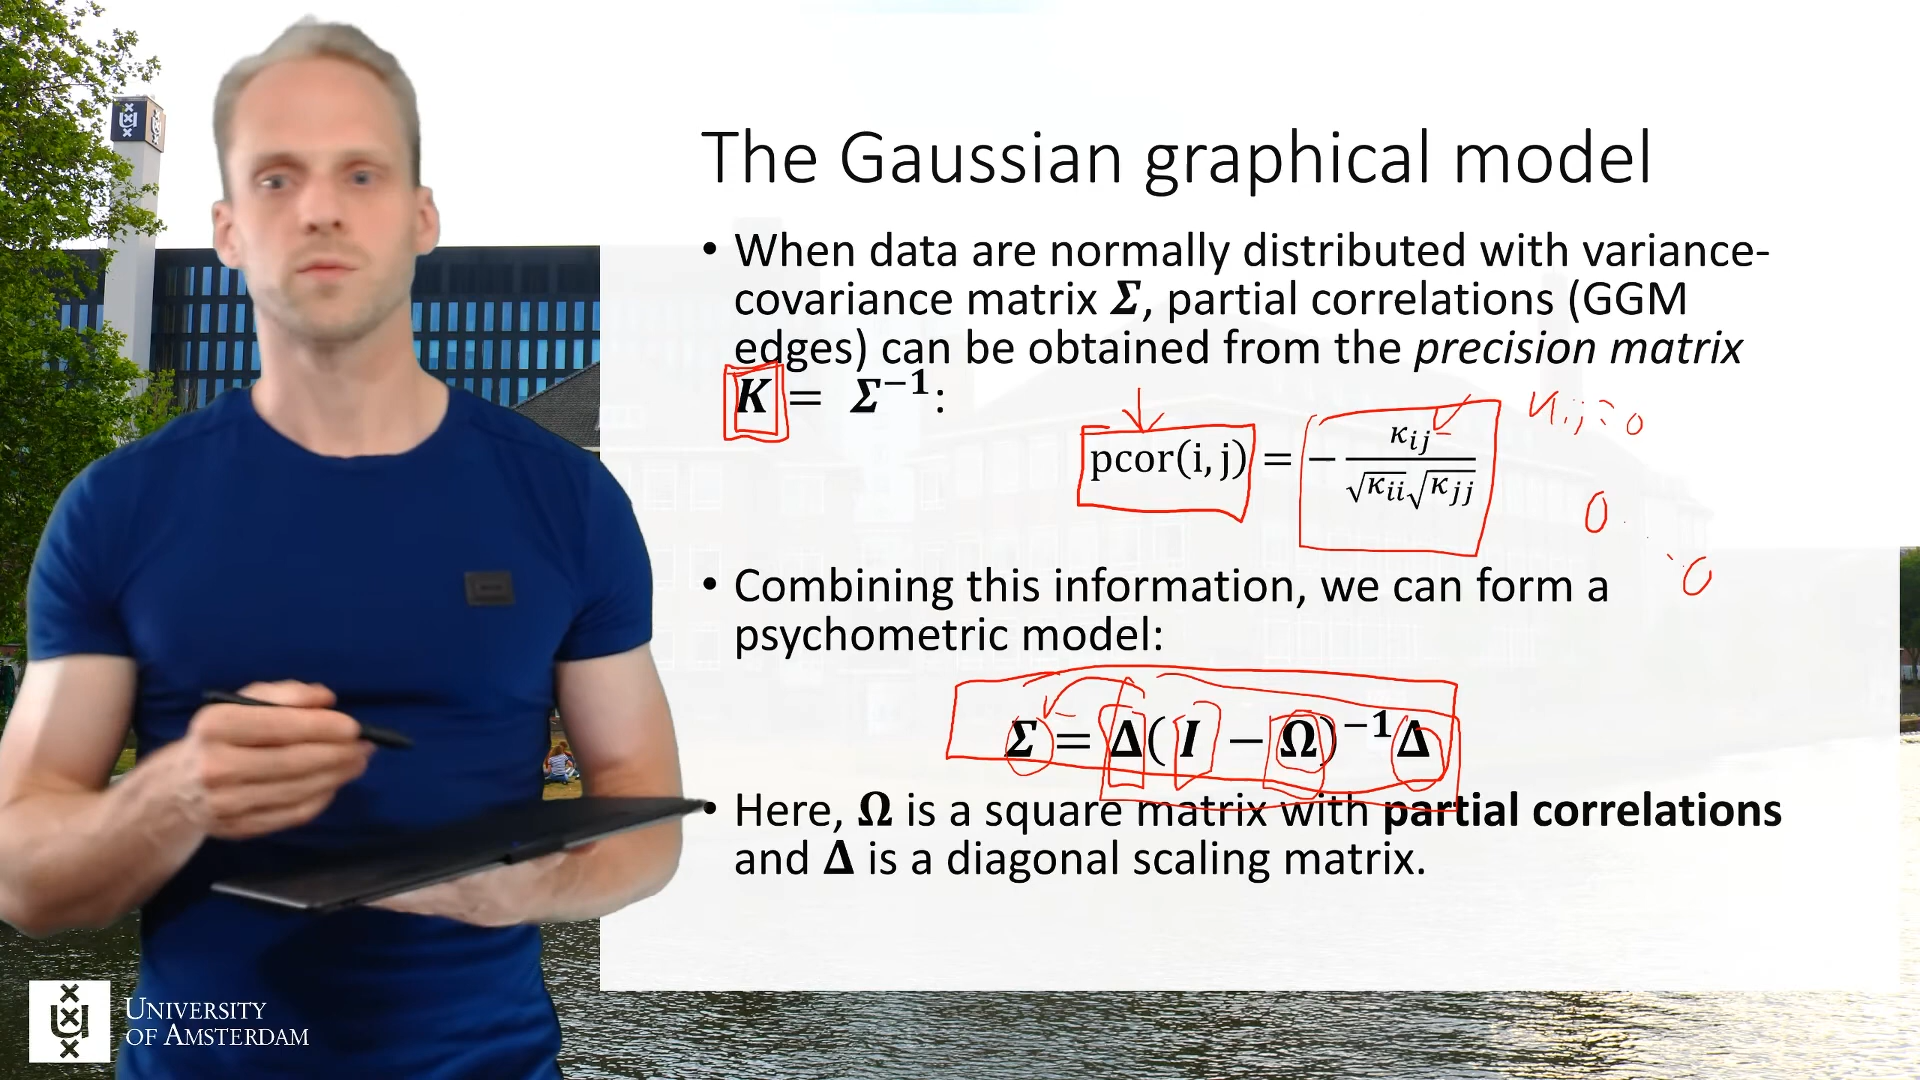 The Gaussian graphical model
• When data are normally distributed with variance-
covariance matrix Σ, partial correlations (GGM
edges) can be obtained from the precision matrix
K = Σ⁻¹:
pcor(i,j) = − κij / √κii √κjj
κij = 0
0
0
• Combining this information, we can form a
psychometric model:
Σ = Δ(I − Ω)⁻¹Δ
• Here, Ω is a square matrix with partial correlations
and Δ is a diagonal scaling matrix.
UNIVERSITY
OF AMSTERDAM